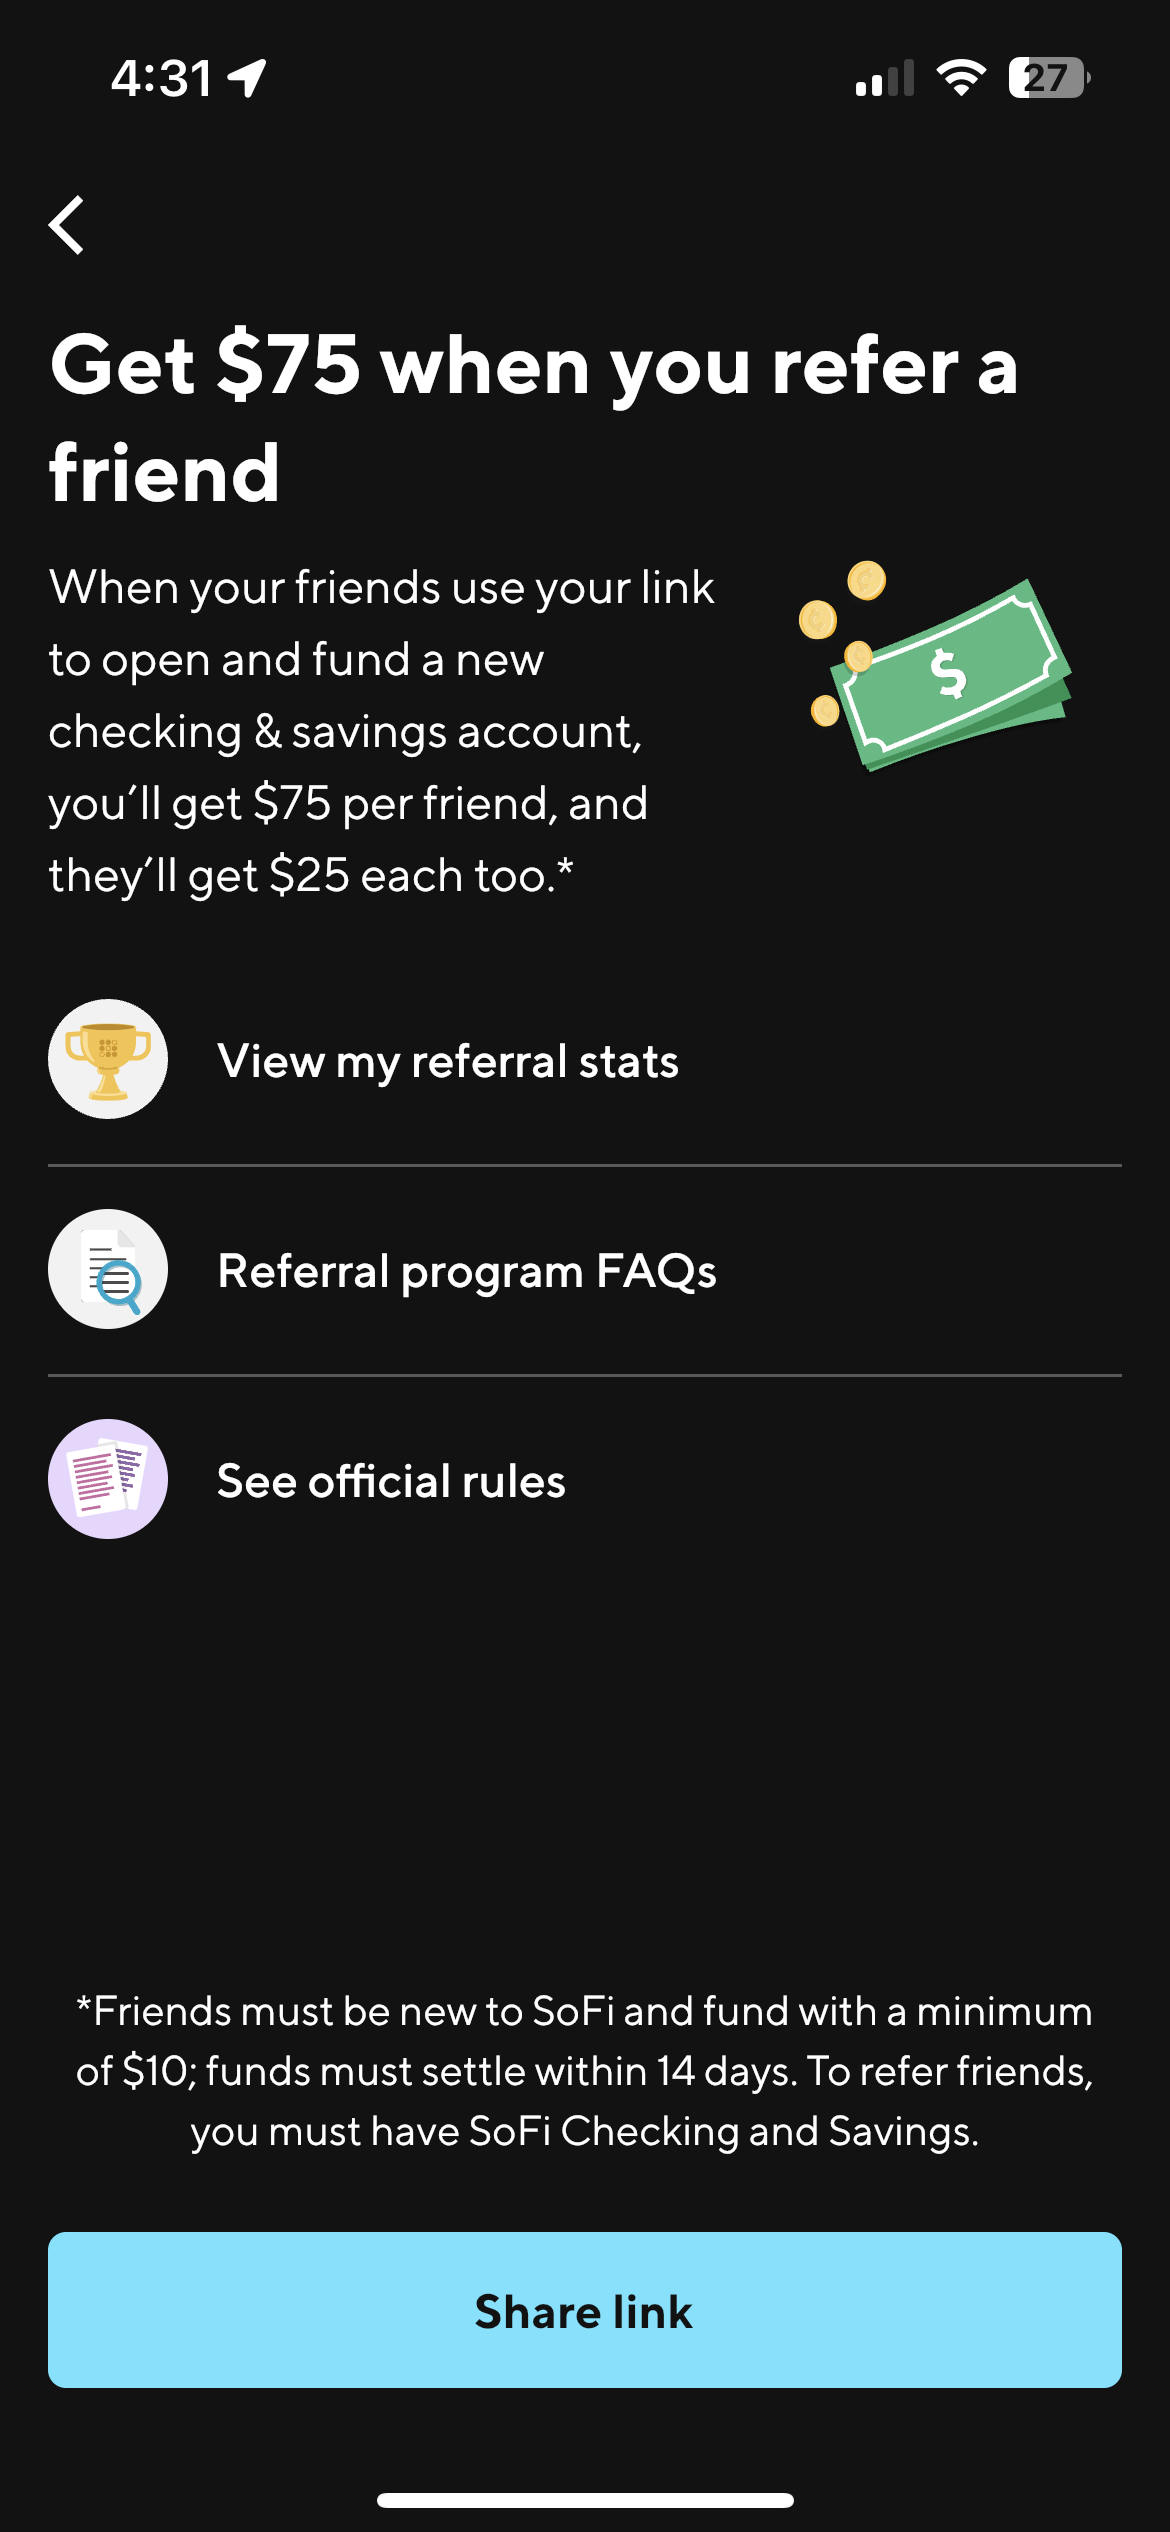 4:31
27
Get $75 when you refer a
friend
When your friends use your link
to open and fund a new
checking & savings account,
you’ll get $75 per friend, and
they’ll get $25 each too.*
$
View my referral stats
Referral program FAQs
See official rules
*Friends must be new to SoFi and fund with a minimum
of $10; funds must settle within 14 days. To refer friends,
you must have SoFi Checking and Savings.
Share link